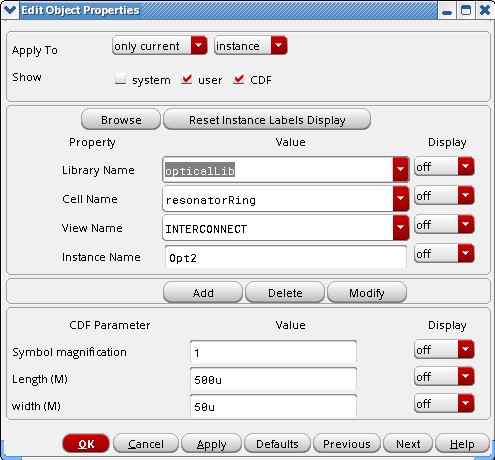 Edit Object Properties
Apply To only current instance
Show system user CDF
Browse Reset Instance Labels Display
Property Value Display
Library Name opticalLib off
Cell Name resonatorRing off
View Name INTERCONNECT off
Instance Name Opt2 off
Add Delete Modify
CDF Parameter Value Display
Symbol magnification 1 off
Length (M) 500u off
width (M) 50u off
OK Cancel Apply Defaults Previous Next Help